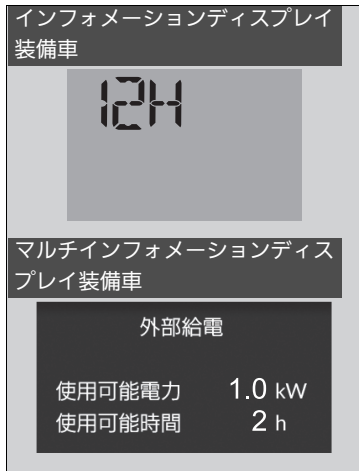 インフォメーションディスプレイ
装備車
12H
マルチインフォメーションディス
プレイ装備車
外部給電
使用可能電力 1.0 kW
使用可能時間 2 h